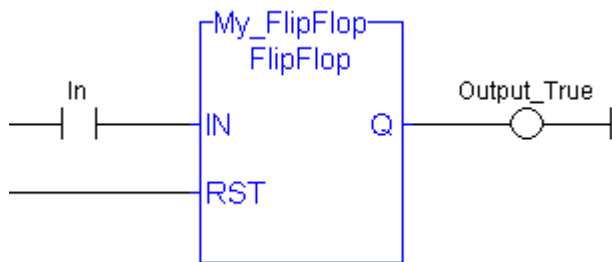 My_FlipFlop
FlipFlop
In
Output_True
IN
Q
RST